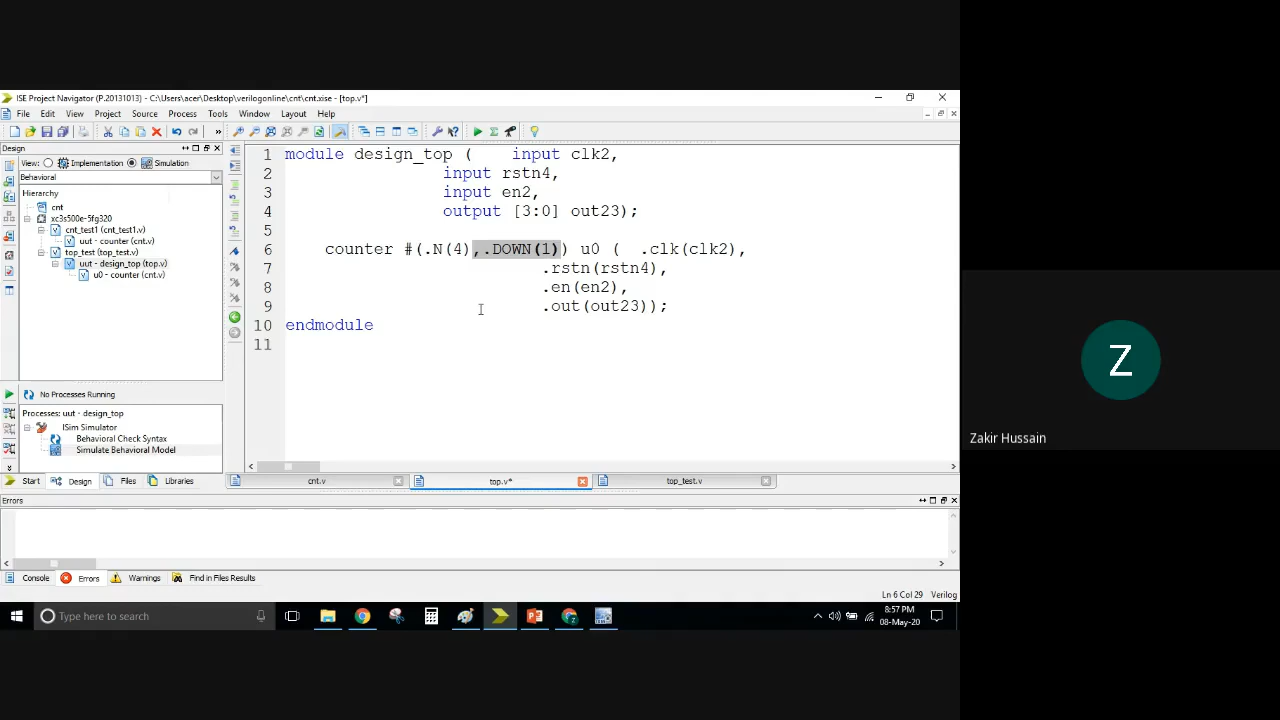 ISE Project Navigator (P.20131013) - C:\Users\acer\Desktop\verilogonline\cnt\cnt.xise - [top.v*]
File Edit View Project Source Process Tools Window Layout Help
Design
View: Implementation Simulation
Behavioral
Hierarchy
cnt
xc3s500e-5fg320
cnt_test1 (cnt_test1.v)
uut - counter (cnt.v)
top_test (top_test.v)
uut - design_top (top.v)
u0 - counter (cnt.v)
No Processes Running
Processes: uut - design_top
ISim Simulator
Behavioral Check Syntax
Simulate Behavioral Model
Start Design Files Libraries
1 module design_top ( input clk2,
2 input rstn4,
3 input en2,
4 output [3:0] out23);
5
6 counter #(.N(4),.DOWN(1)) u0 ( .clk(clk2),
7 .rstn(rstn4),
8 .en(en2),
9 .out(out23));
10 endmodule
11
cnt.v top.v* top_test.v
Errors
Console Errors Warnings Find in Files Results
Ln 6 Col 29 Verilog
Type here to search
8:57 PM
08-May-20
Z
Zakir Hussain